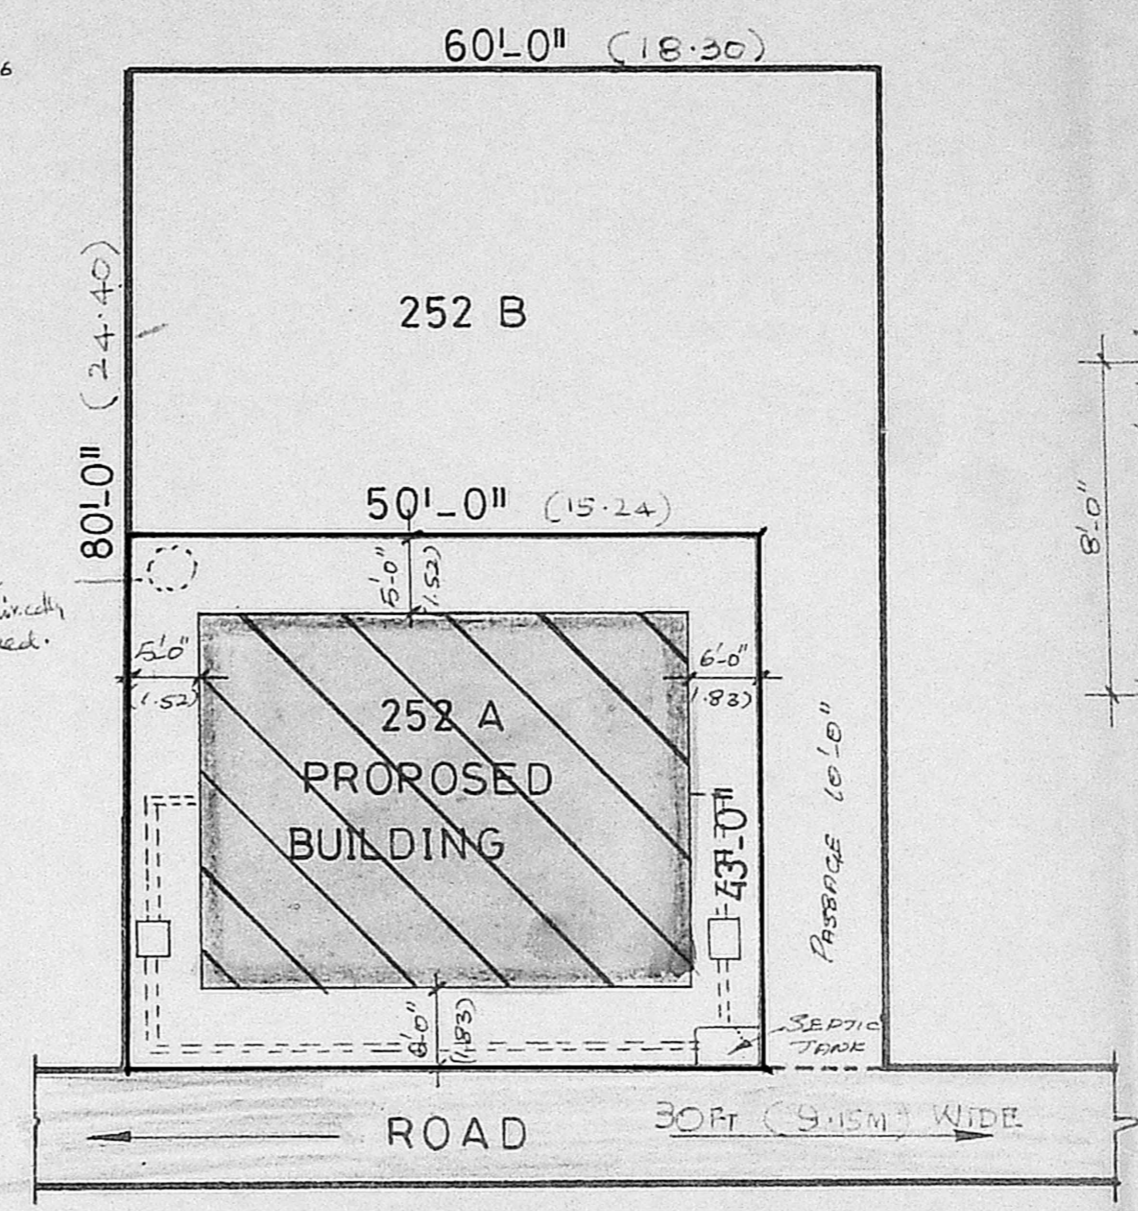 60'-0" (18.30)
6
80'-0" (24.40)
252 B
50'-0" (15.24)
5'-0" (1.52)
8'-0"
5'-0"
(1.52)
6'-0"
1.83)
252 A
PROPOSED
BUILDING
43'-0"
PASSAGE 10'-0"
6'-0" (1.83)
SEPTIC
TANK
ROAD
30FT (9.15M) WIDE